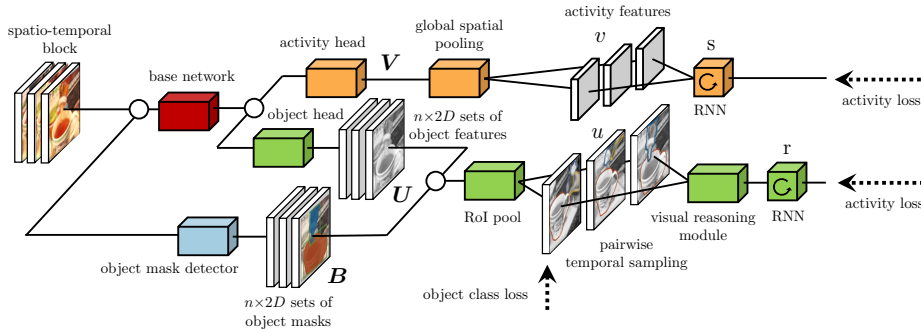 spatio-temporal
block
base network
activity head
V
global spatial
pooling
activity features
v
s
RNN
activity loss
object head
n×2D sets of
object features
U
u
r
RoI pool
visual reasoning
module
RNN
activity loss
pairwise
temporal sampling
object mask detector
B
n×2D sets of
object masks
object class loss